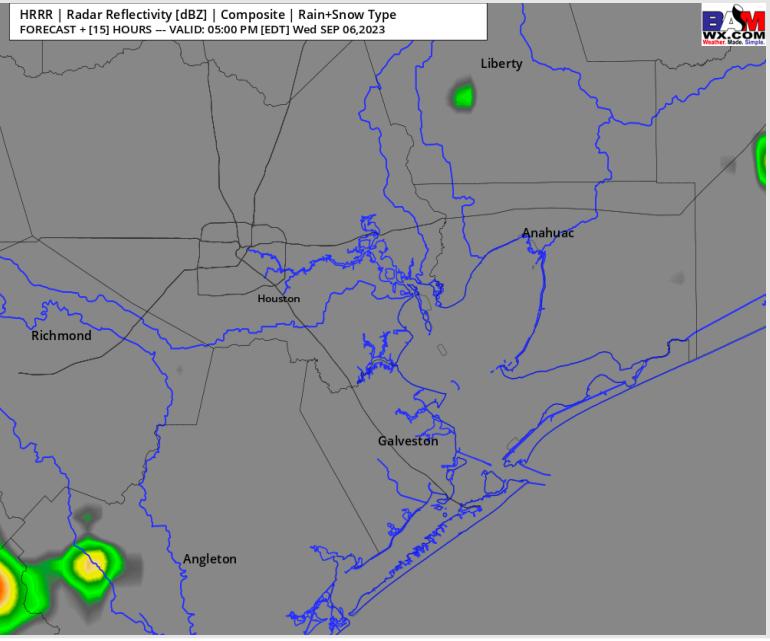 HRRR | Radar Reflectivity [dBZ] | Composite | Rain+Snow Type
FORECAST + [15] HOURS --- VALID: 05:00 PM [EDT] Wed SEP 06,2023
BAM
WX.COM
Weather. Made. Simple.
Liberty
Anahuac
Houston
Richmond
Galveston
Angleton